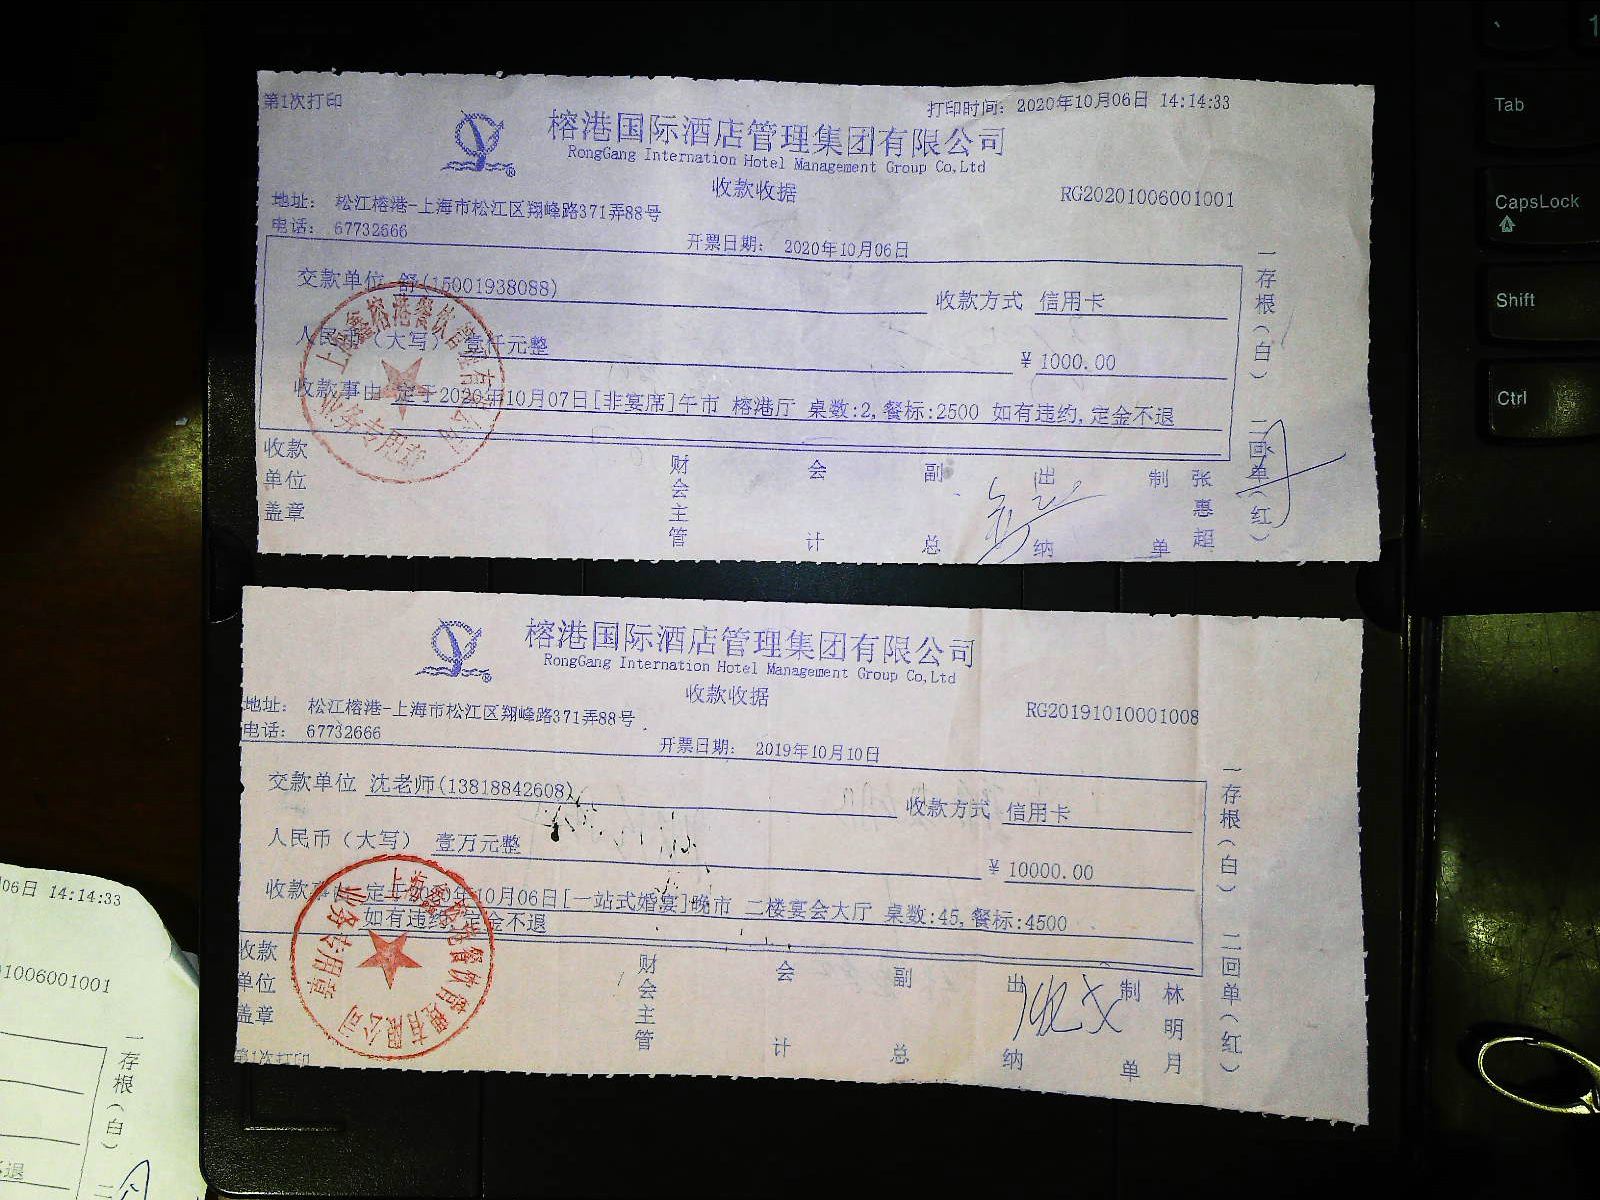 第1次打印
打印时间: 2020年10月06日 14:14:33
榕港国际酒店管理集团有限公司
RongGang Internation Hotel Management Group Co,Ltd
收款收据
RG20201006001001
地址: 松江榕港-上海市松江区翔峰路371弄88号
电话: 67732666
开票日期: 2020年10月06日
交款单位 舒(15001938088)
收款方式 信用卡
人民币(大写) 壹仟元整
¥ 1000.00
收款事由 定于2020年10月07日[非宴席]午市 榕港厅 桌数:2,餐标:2500 如有违约,定金不退
收款单位盖章
财会主管
会计
副总
出纳
制单
张惠超
一存根(白)
二回单(红)
业务专用章
榕港国际酒店管理集团有限公司
RongGang Internation Hotel Management Group Co,Ltd
收款收据
RG20191010001008
地址: 松江榕港-上海市松江区翔峰路371弄88号
电话: 67732666
开票日期: 2019年10月10日
交款单位 沈老师(13818842608)
收款方式 信用卡
人民币(大写) 壹万元整
¥ 10000.00
收款事由 定于2020年10月06日[一站式婚宴]晚市 二楼宴会大厅 桌数:45,餐标:4500
如有违约,定金不退
收款单位盖章
财会主管
会计
副总
出纳
制单
林明月
一存根(白)
二回单(红)
第1次打印
业务专用章
06日 14:14:33
1006001001
一存根(白)
退
二
Tab
CapsLock
Shift
Ctrl